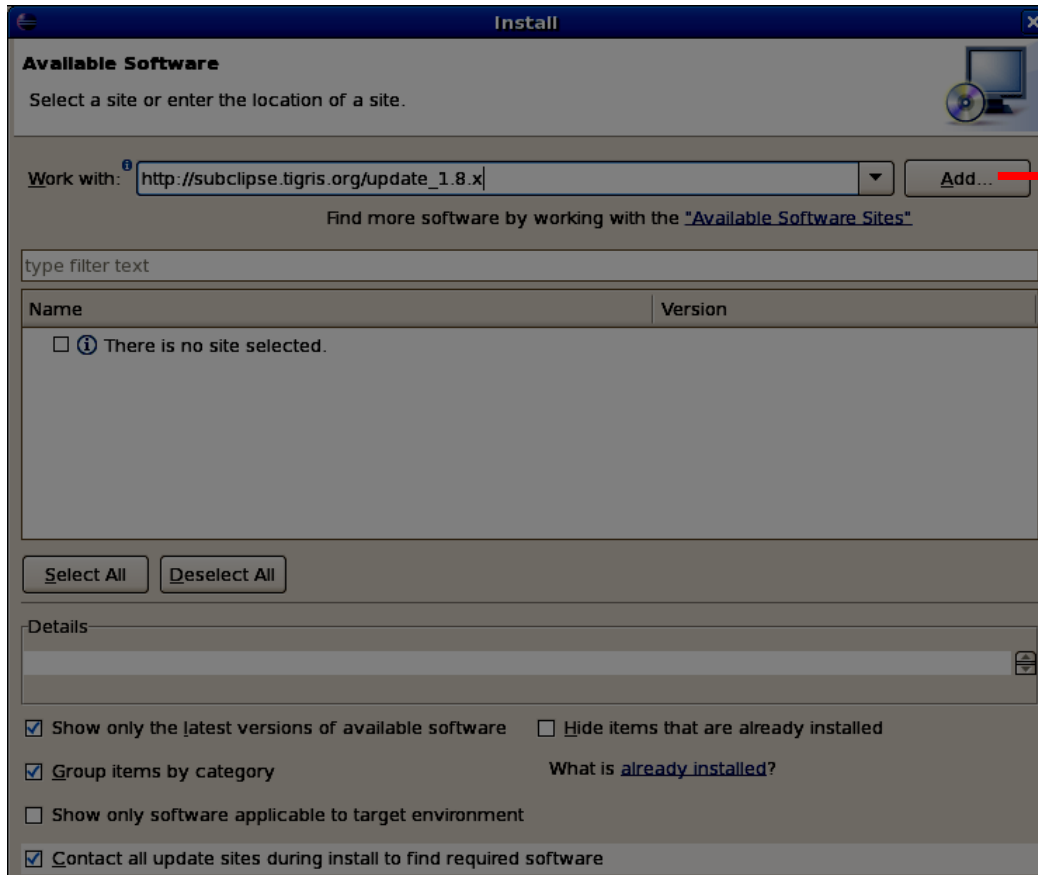 Install
Available Software
Select a site or enter the location of a site.
Work with: http://subclipse.tigris.org/update_1.8.x Add...
Find more software by working with the "Available Software Sites"
type filter text
Name Version
There is no site selected.
Select All Deselect All
Details
Show only the latest versions of available software Hide items that are already installed
Group items by category What is already installed?
Show only software applicable to target environment
Contact all update sites during install to find required software